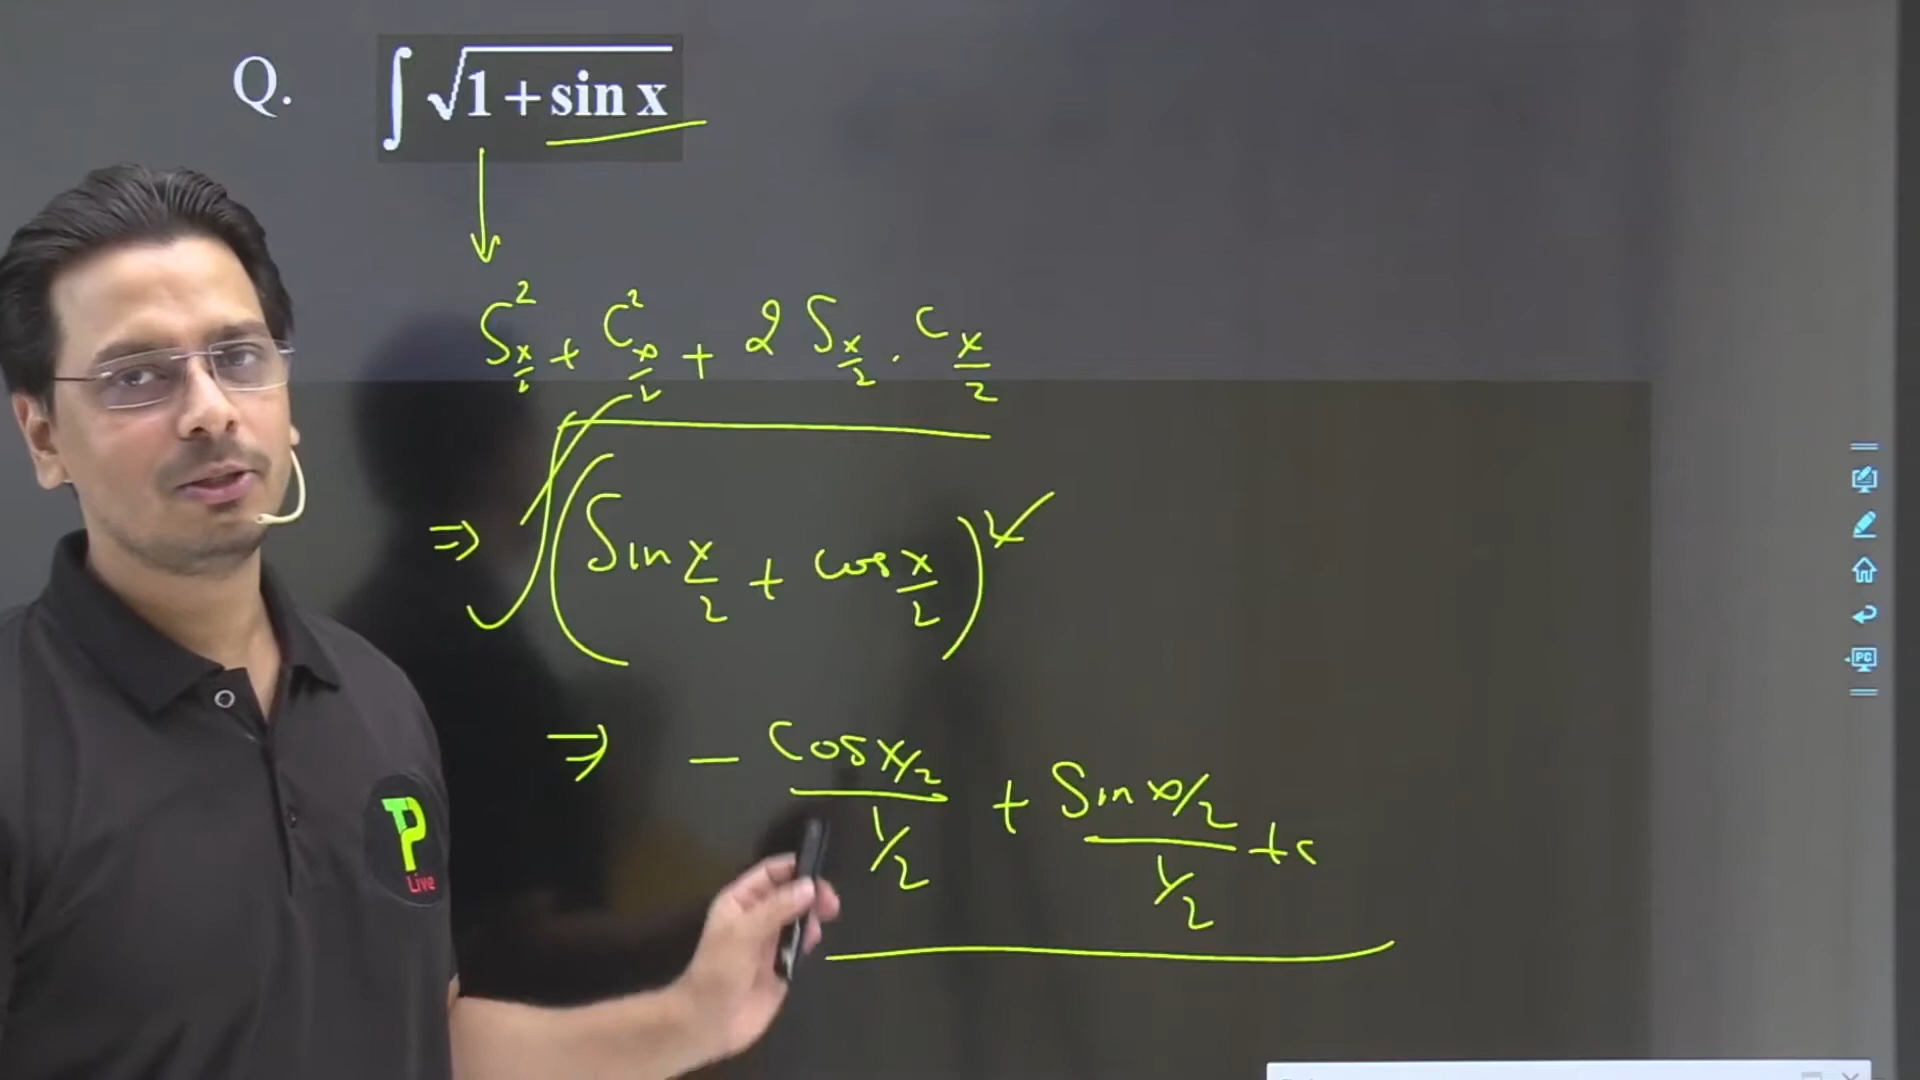 Q. ∫ √1 + sin x
S²x/2 + C²x/2 + 2 Sx/2 . Cx/2
⇒ ∫ √(Sin x/2 + cos x/2)²
⇒ - Cos x/2 / 1/2 + Sin x/2 / 1/2 + c
TP
Live
PC